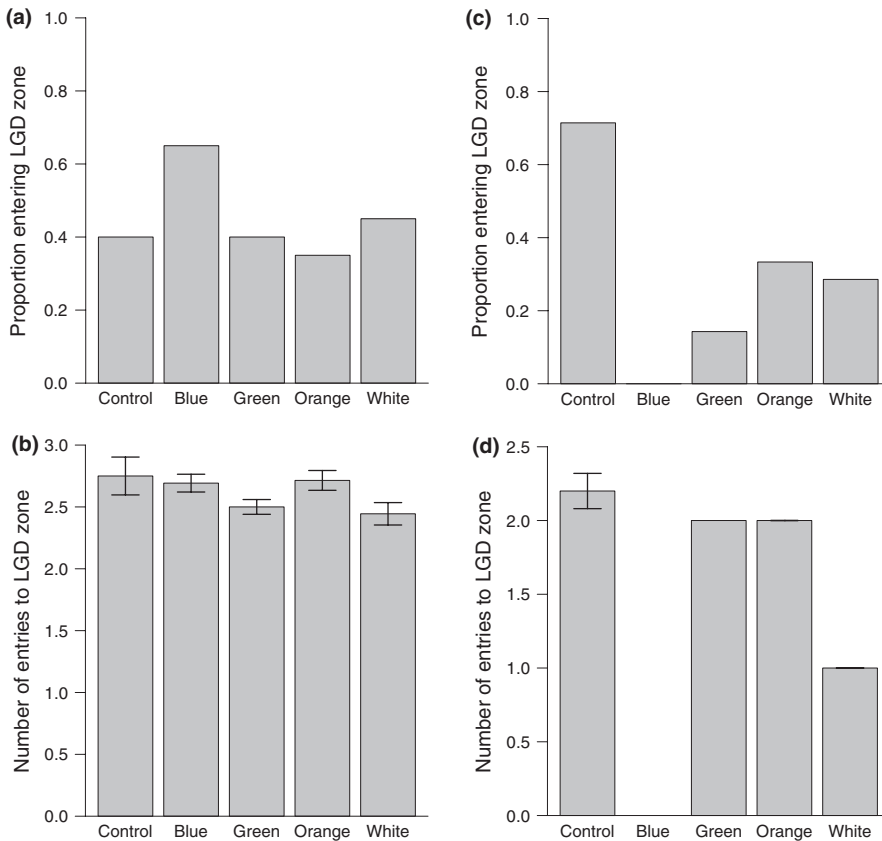 (a)
Proportion entering LGD zone
1.0
0.8
0.6
0.4
0.2
0.0
Control Blue Green Orange White
(c)
Proportion entering LGD zone
1.0
0.8
0.6
0.4
0.2
0.0
Control Blue Green Orange White
(b)
Number of entries to LGD zone
3.0
2.5
2.0
1.5
1.0
0.5
0.0
Control Blue Green Orange White
(d)
Number of entries to LGD zone
2.5
2.0
1.5
1.0
0.5
0.0
Control Blue Green Orange White